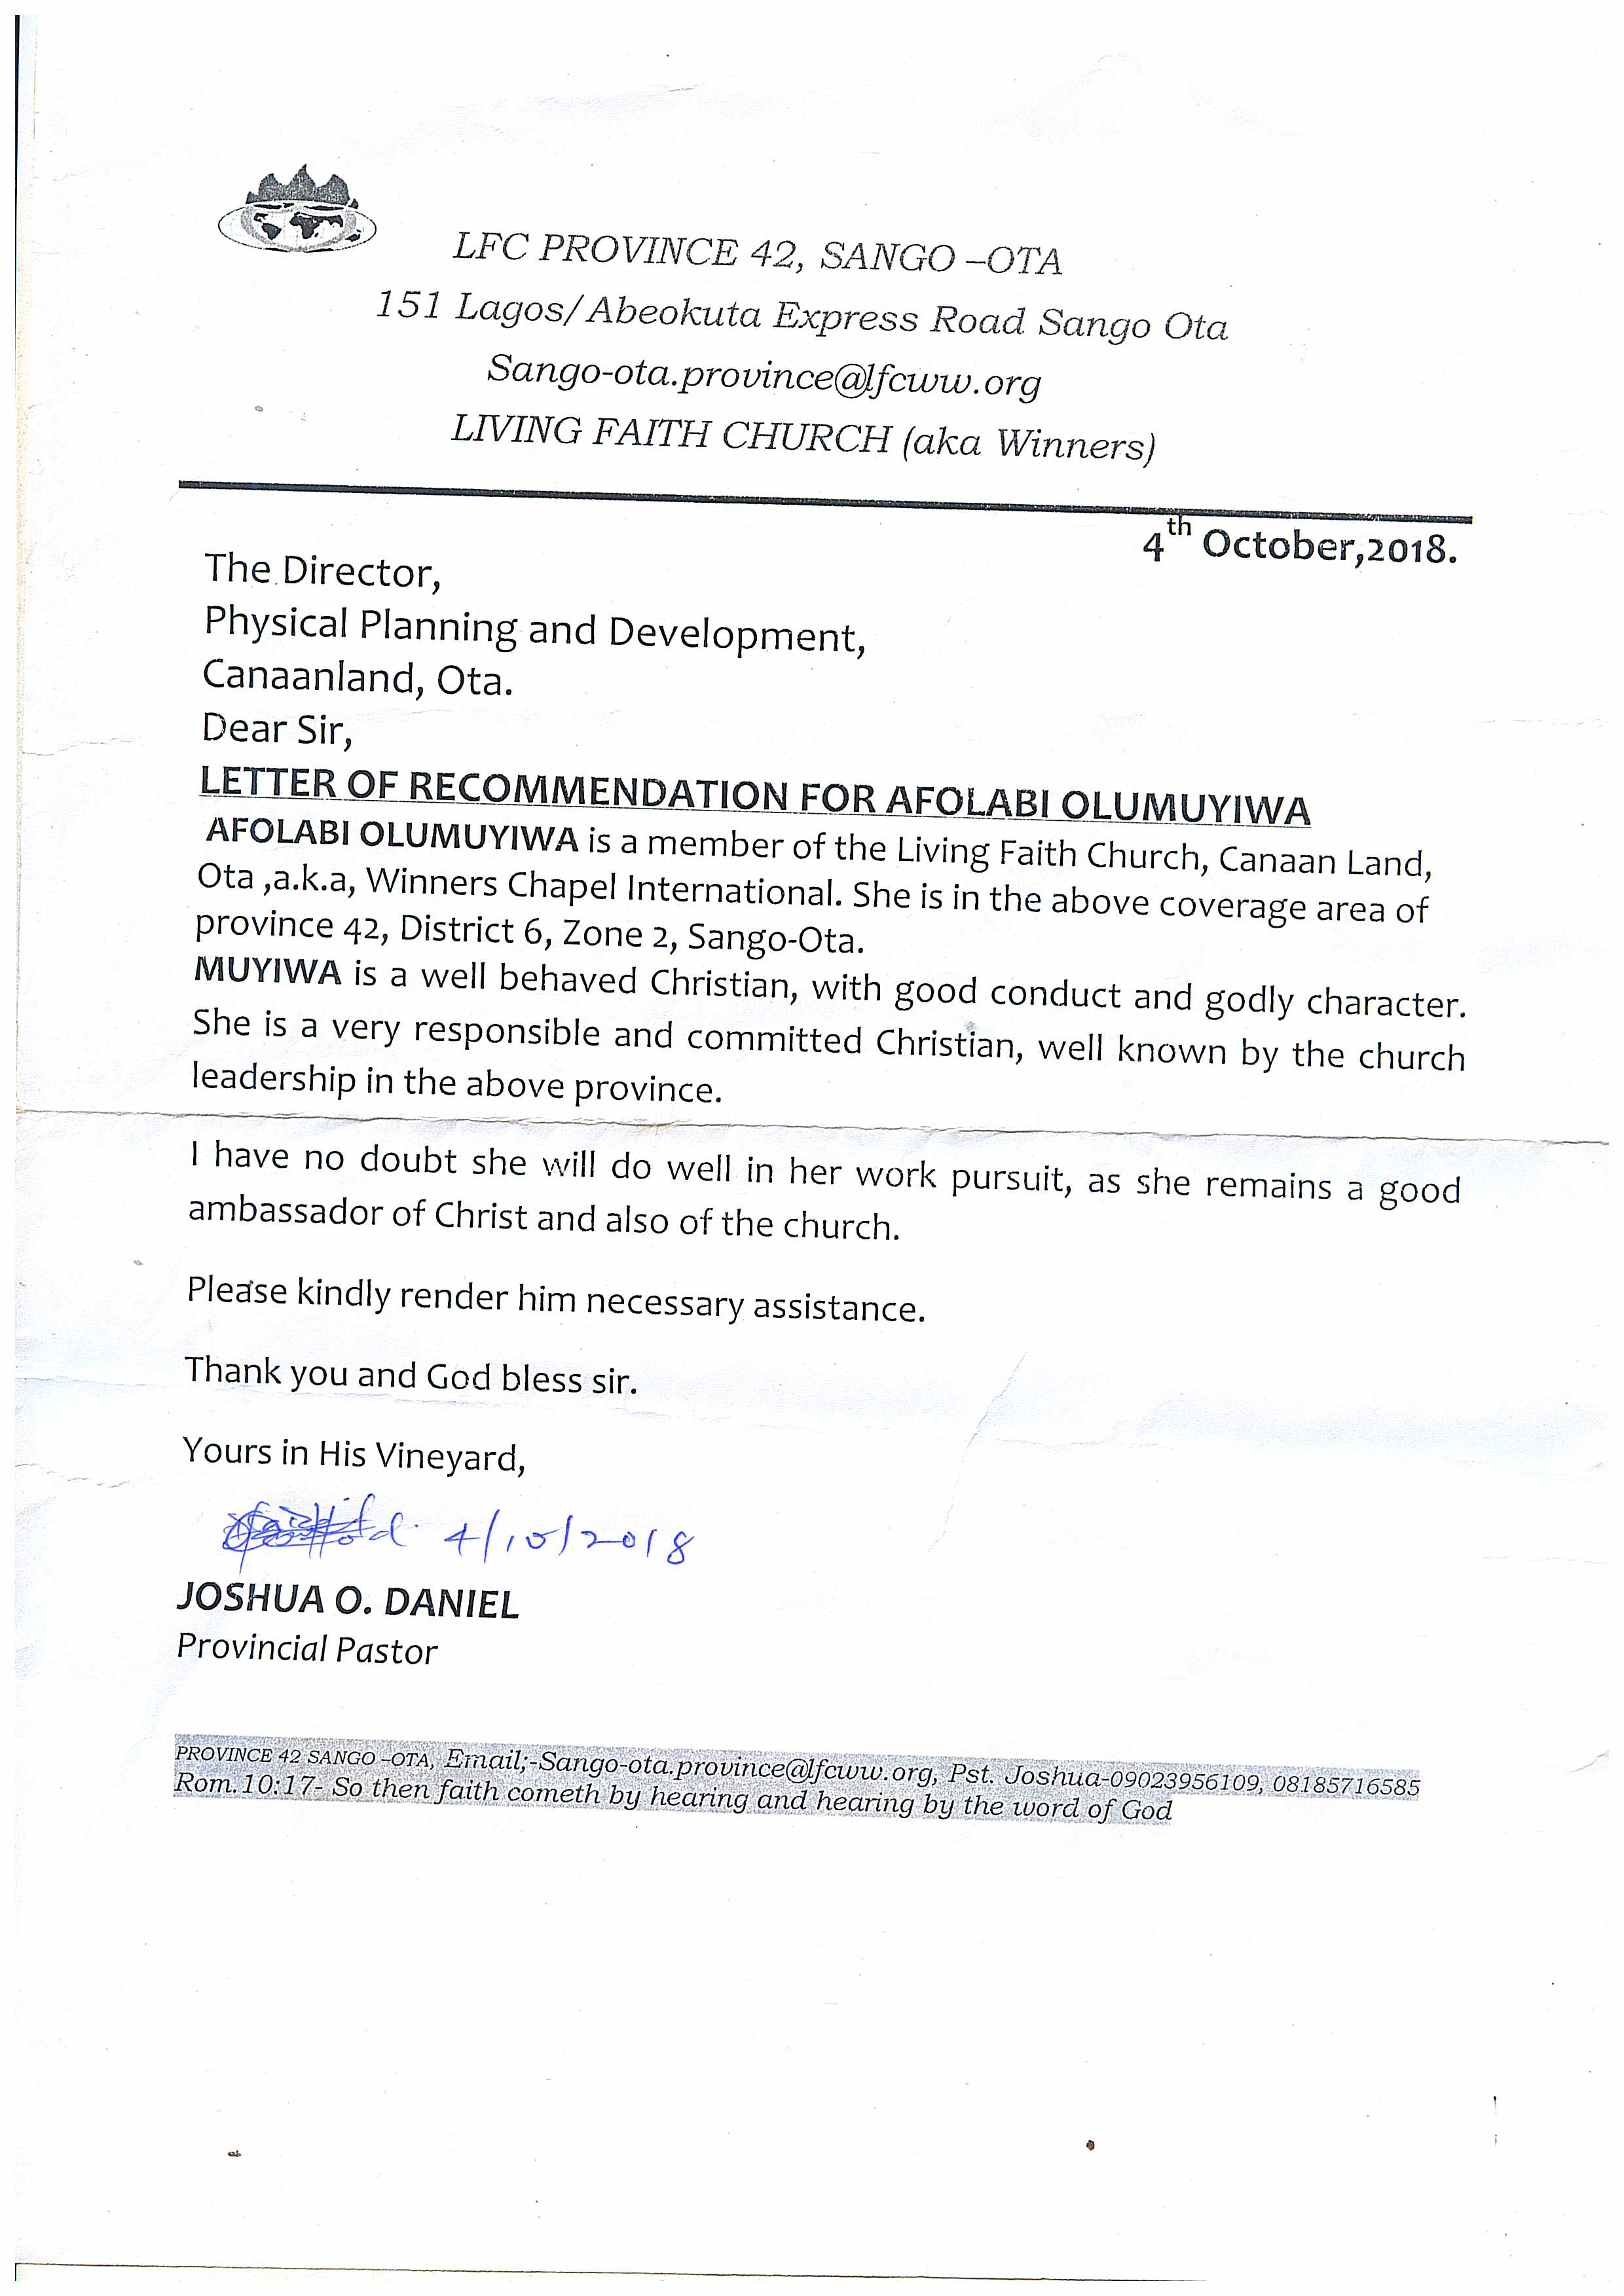 LFC PROVINCE 42, SANGO –OTA
151 Lagos/Abeokuta Express Road Sango Ota
Sango-ota.province@lfcww.org
LIVING FAITH CHURCH (aka Winners)
4th October,2018.
The Director,
Physical Planning and Development,
Canaanland, Ota.
Dear Sir,
LETTER OF RECOMMENDATION FOR AFOLABI OLUMUYIWA
AFOLABI OLUMUYIWA is a member of the Living Faith Church, Canaan Land,
Ota ,a.k.a, Winners Chapel International. She is in the above coverage area of
province 42, District 6, Zone 2, Sango-Ota.
MUYIWA is a well behaved Christian, with good conduct and godly character.
She is a very responsible and committed Christian, well known by the church
leadership in the above province.
I have no doubt she will do well in her work pursuit, as she remains a good
ambassador of Christ and also of the church.
Please kindly render him necessary assistance.
Thank you and God bless sir.
Yours in His Vineyard,
4/10/2018
JOSHUA O. DANIEL
Provincial Pastor
PROVINCE 42 SANGO –OTA, Email;-Sango-ota.province@lfcww.org, Pst. Joshua-09023956109, 08185716585
Rom.10:17- So then faith cometh by hearing and hearing by the word of God